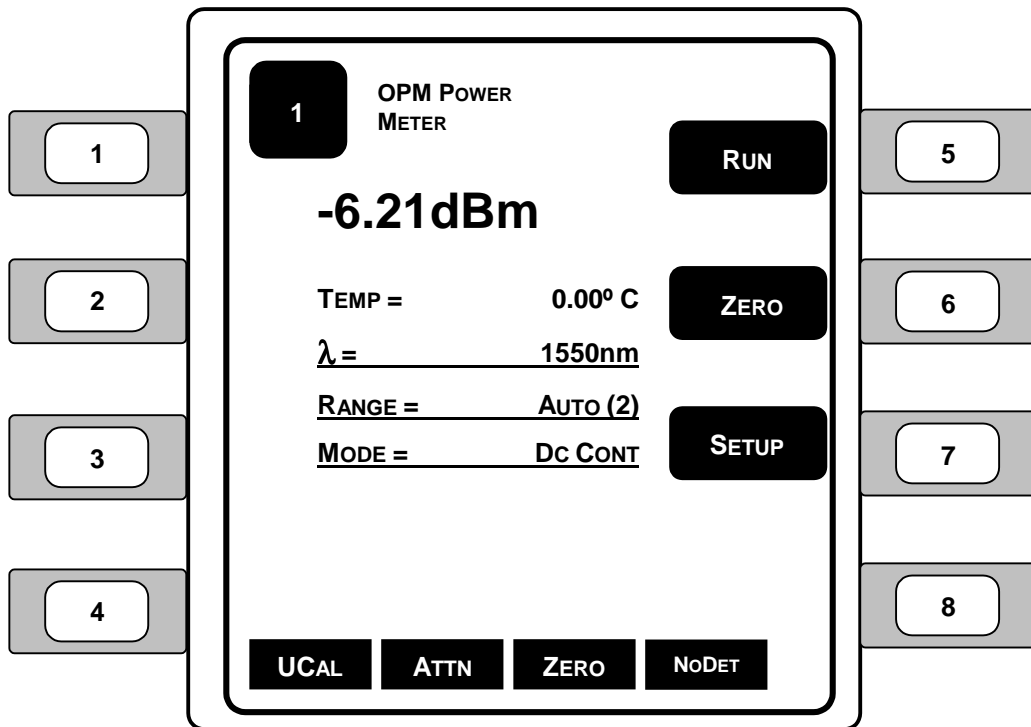 1
OPM POWER
METER
1
5
RUN
-6.21dBm
2
TEMP = 0.00º C
ZERO
6
λ = 1550nm
RANGE = AUTO (2)
3
MODE = DC CONT
SETUP
7
4
8
UCAL ATTN ZERO NODET